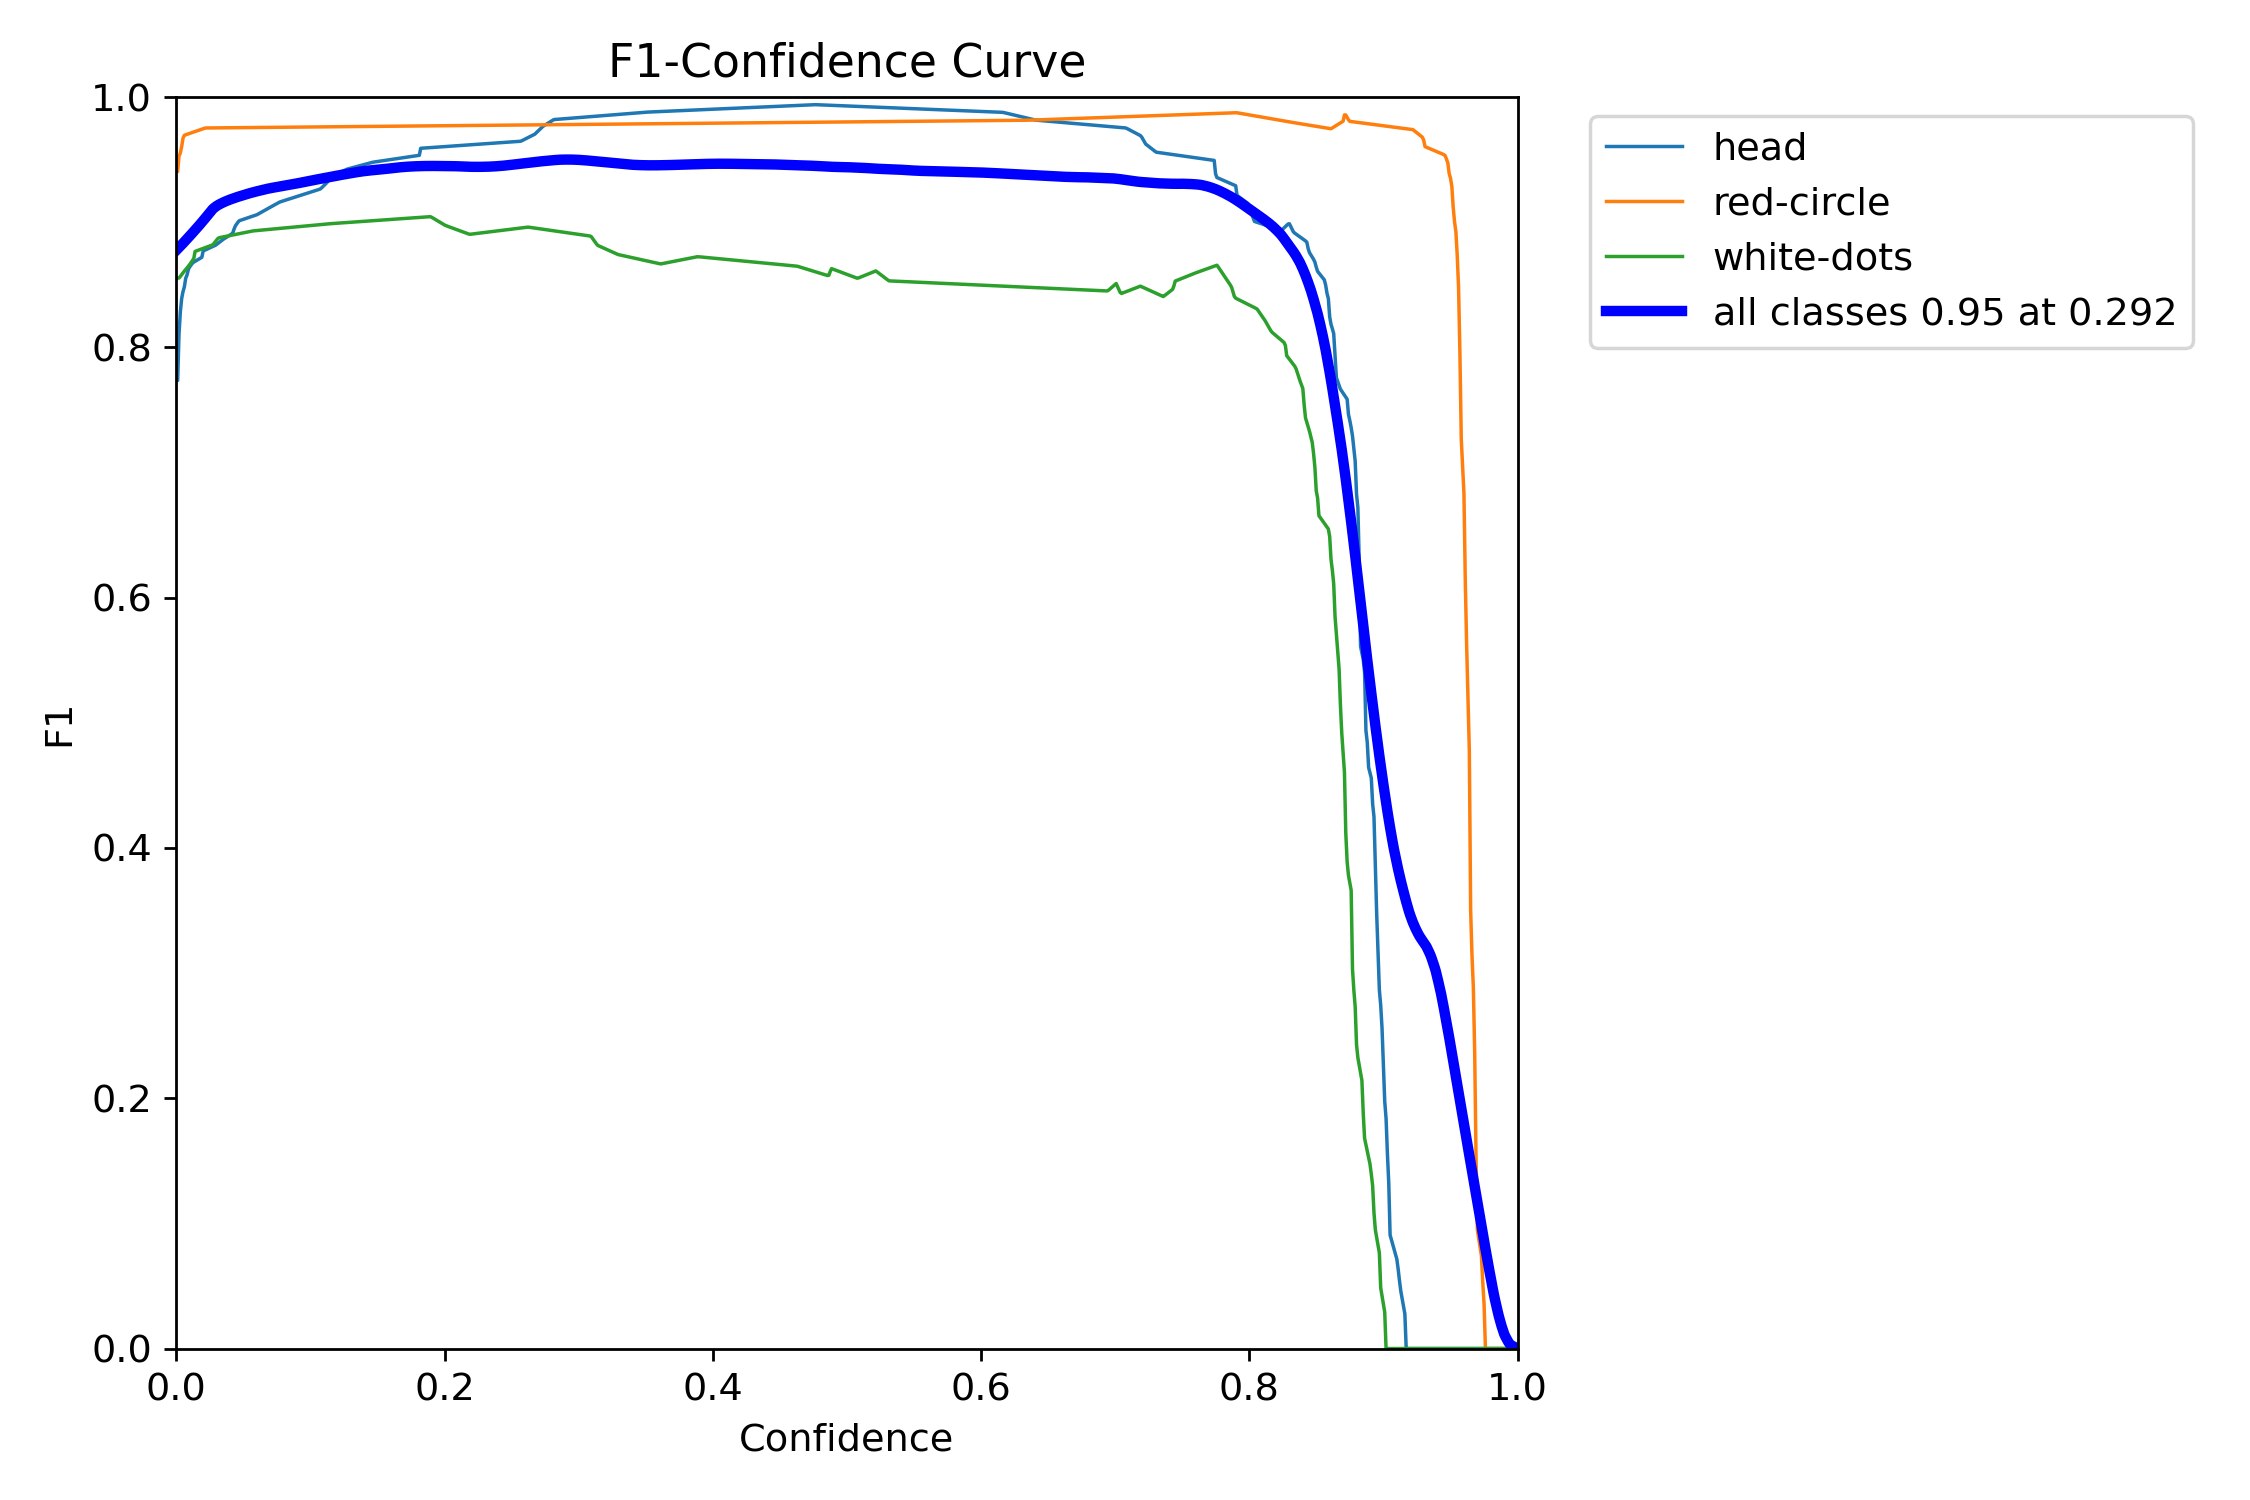 F1-Confidence Curve
1.0
0.8
0.6
0.4
0.2
0.0
F1
0.0 0.2 0.4 0.6 0.8 1.0
Confidence
head
red-circle
white-dots
all classes 0.95 at 0.292